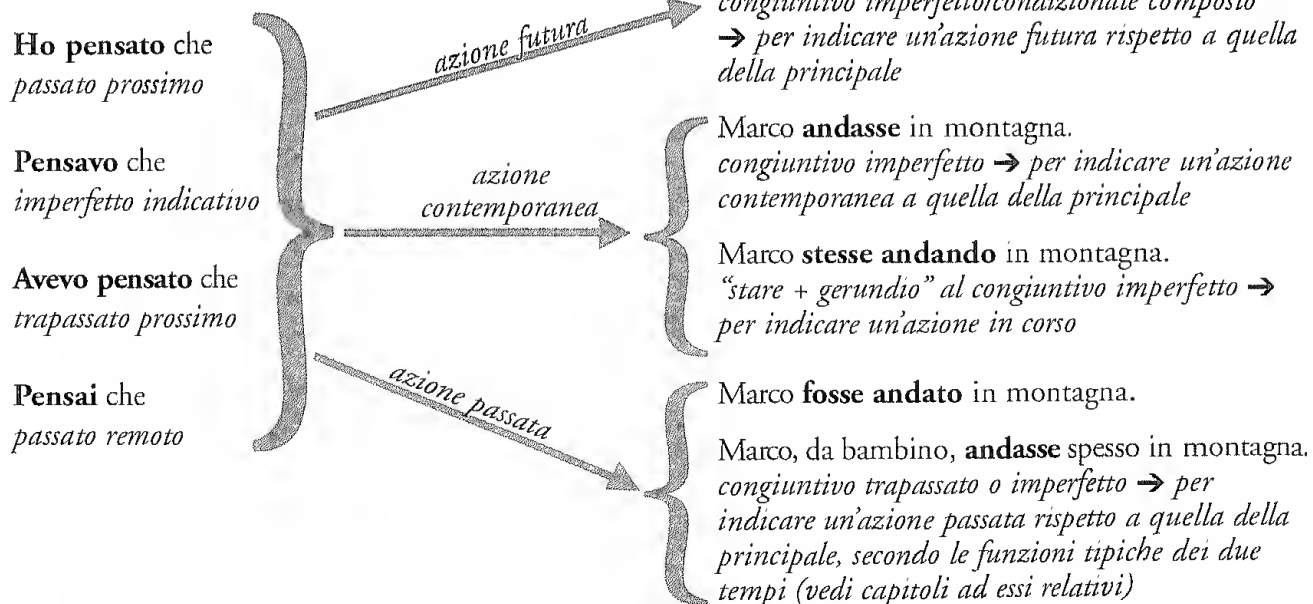 Ho pensato che
passato prossimo
Pensavo che
imperfetto indicativo
Avevo pensato che
trapassato prossimo
Pensai che
passato remoto
azione futura
azione
contemporanea
azione passata
congiuntivo imperfetto/condizionale composto
➔ per indicare un'azione futura rispetto a quella
della principale
Marco andasse in montagna.
congiuntivo imperfetto ➔ per indicare un'azione
contemporanea a quella della principale
Marco stesse andando in montagna.
"stare + gerundio" al congiuntivo imperfetto ➔
per indicare un'azione in corso
Marco fosse andato in montagna.
Marco, da bambino, andasse spesso in montagna.
congiuntivo trapassato o imperfetto ➔ per
indicare un'azione passata rispetto a quella della
principale, secondo le funzioni tipiche dei due
tempi (vedi capitoli ad essi relativi)